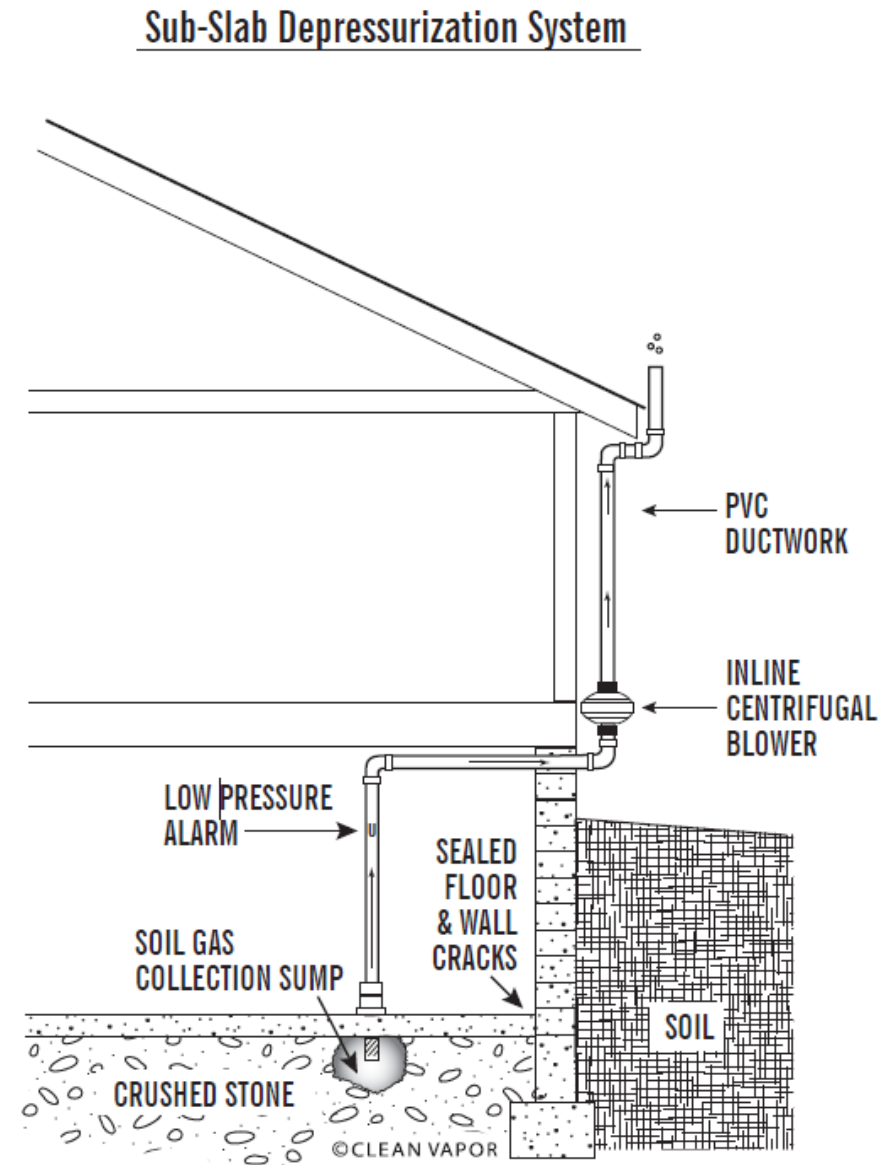 Sub-Slab Depressurization System
PVC
DUCTWORK
INLINE
CENTRIFUGAL
BLOWER
LOW PRESSURE
ALARM
U
SEALED
FLOOR
& WALL
CRACKS
SOIL GAS
COLLECTION SUMP
SOIL
CRUSHED STONE
©CLEAN VAPOR